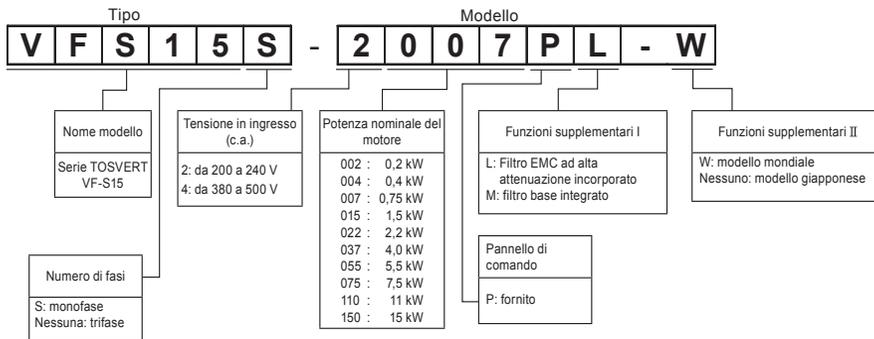 Tipo
Modello
V F S 1 5 S - 2 0 0 7 P L - W
Nome modello
Serie TOSVERT
VF-S15
Tensione in ingresso
(c.a.)
2: da 200 a 240 V
4: da 380 a 500 V
Potenza nominale del
motore
002 : 0,2 kW
004 : 0,4 kW
007 : 0,75 kW
015 : 1,5 kW
022 : 2,2 kW
037 : 4,0 kW
055 : 5,5 kW
075 : 7,5 kW
110 : 11 kW
150 : 15 kW
Funzioni supplementari I
L: Filtro EMC ad alta
attenuazione incorporato
M: filtro base integrato
Funzioni supplementari II
W: modello mondiale
Nessuno: modello giapponese
Numero di fasi
S: monofase
Nessuna: trifase
Pannello di
comando
P: fornito